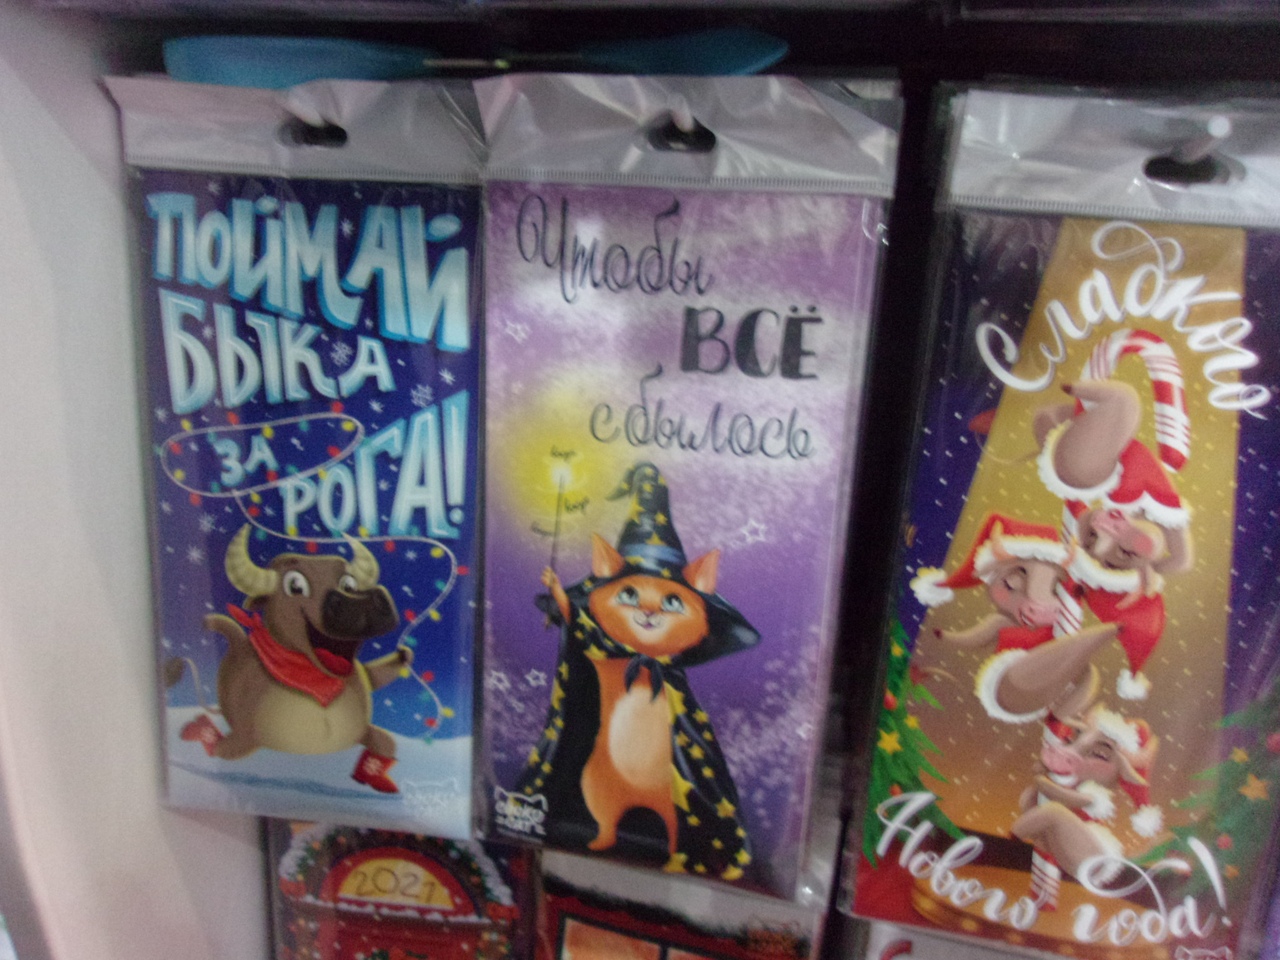 ПОЙМАЙ
БЫКА
ЗА
РОГА!
Чтобы
ВСЁ
сбылось
Сладкого
Нового года!
2021